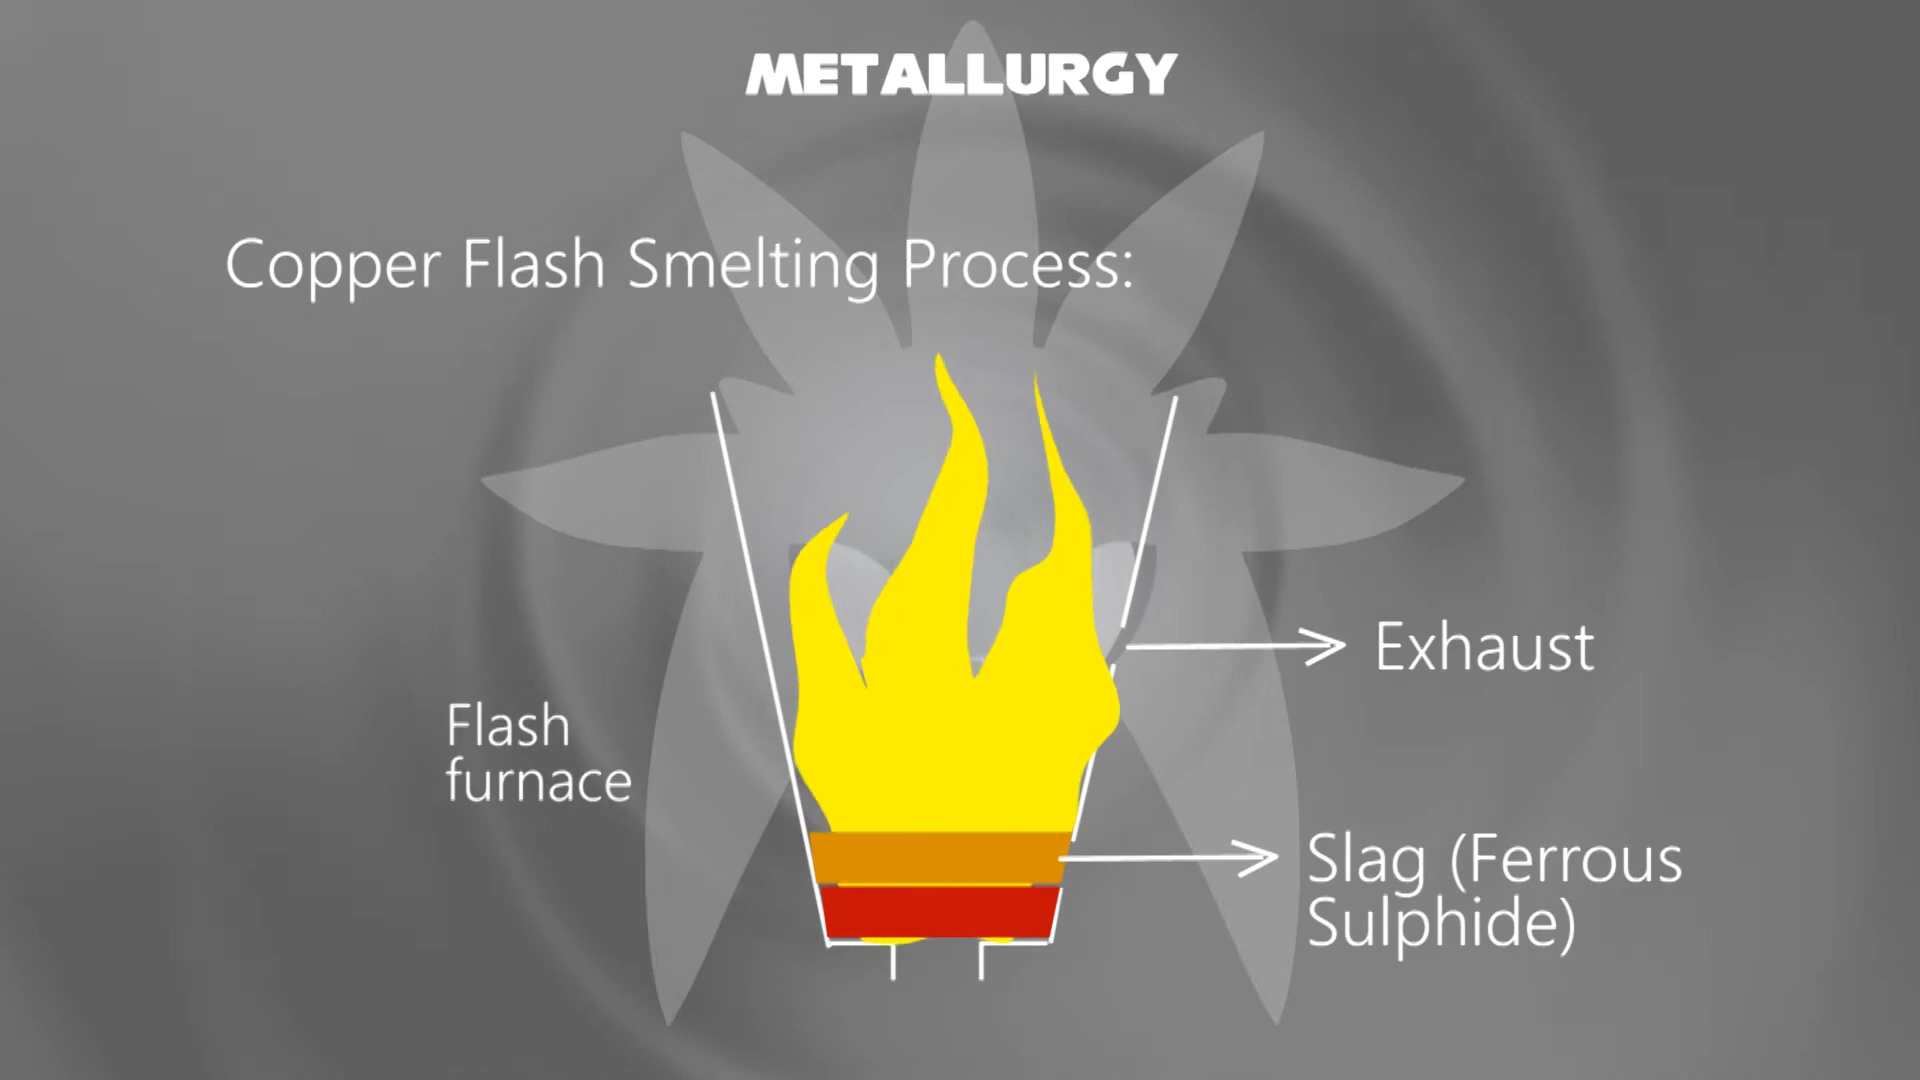 METALLURGY
Copper Flash Smelting Process:
Exhaust
Flash
furnace
Slag (Ferrous
Sulphide)